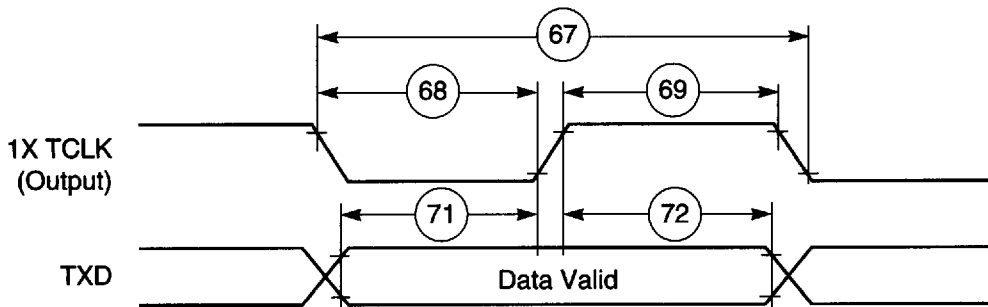 67
68
69
1X TCLK
(Output)
71
72
TXD
Data Valid